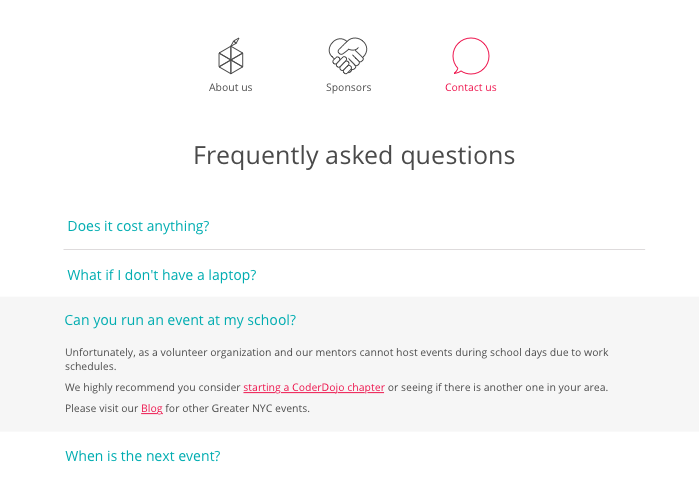 About us
Sponsors
Contact us
Frequently asked questions
Does it cost anything?
What if I don't have a laptop?
Can you run an event at my school?
Unfortunately, as a volunteer organization and our mentors cannot host events during school days due to work
schedules.
We highly recommend you consider starting a CoderDojo chapter or seeing if there is another one in your area.
Please visit our Blog for other Greater NYC events.
When is the next event?